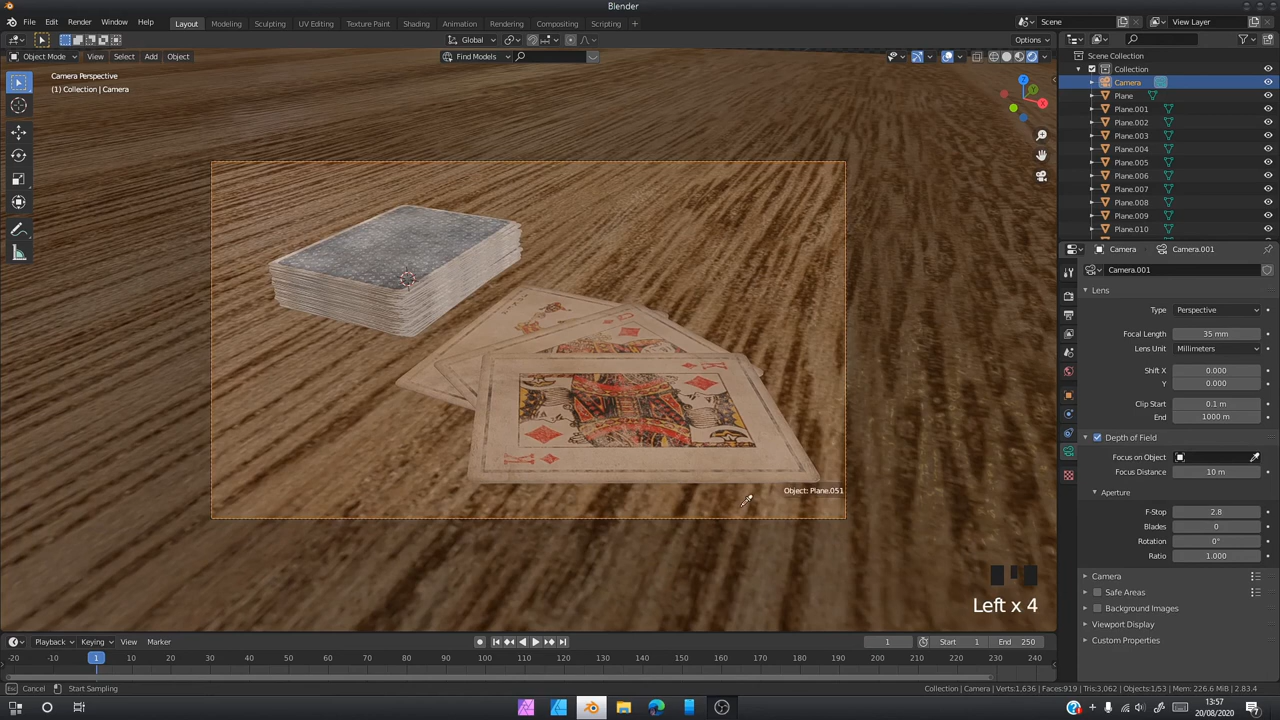 Blender
File Edit Render Window Help Layout Modeling Sculpting UV Editing Texture Paint Shading Animation Rendering Compositing Scripting + Scene View Layer
Global Options
Object Mode View Select Add Object Find Models
Camera Perspective
(1) Collection | Camera
Scene Collection
Collection
Camera
Plane
Plane.001
Plane.002
Plane.003
Plane.004
Plane.005
Plane.006
Plane.007
Plane.008
Plane.009
Plane.010
Camera Camera.001
Camera.001
Lens
Type Perspective
Focal Length 35 mm
Lens Unit Millimeters
Shift X 0.000
Y 0.000
Clip Start 0.1 m
End 1000 m
Depth of Field
Focus on Object
Focus Distance 10 m
Aperture
F-Stop 2.8
Blades 0
Rotation 0°
Ratio 1.000
Camera
Safe Areas
Background Images
Viewport Display
Custom Properties
K
K
Object: Plane.051
Left x 4
Playback Keying View Marker 1 Start 1 End 250
-20 -10 1 10 20 30 40 50 60 70 80 90 100 110 120 130 140 150 160 170 180 190 200 210 220 230 240
Cancel Start Sampling Collection | Camera | Verts:1,636 | Faces:919 | Tris:3,062 | Objects:1/53 | Mem: 226.6 MiB | 2.83.4
13:57
20/08/2020